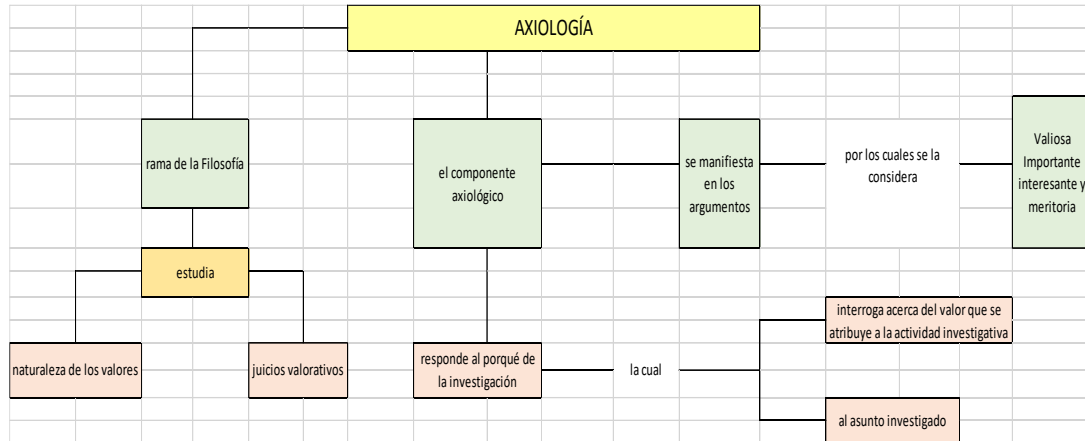 AXIOLOGÍA
rama de la Filosofía
el componente
axiológico
se manifiesta
en los
argumentos
por los cuales se la
considera
Valiosa
Importante
interesante y
meritoria
estudia
naturaleza de los valores
juicios valorativos
responde al porqué de
la investigación
la cual
interroga acerca del valor que se
atribuye a la actividad investigativa
al asunto investigado